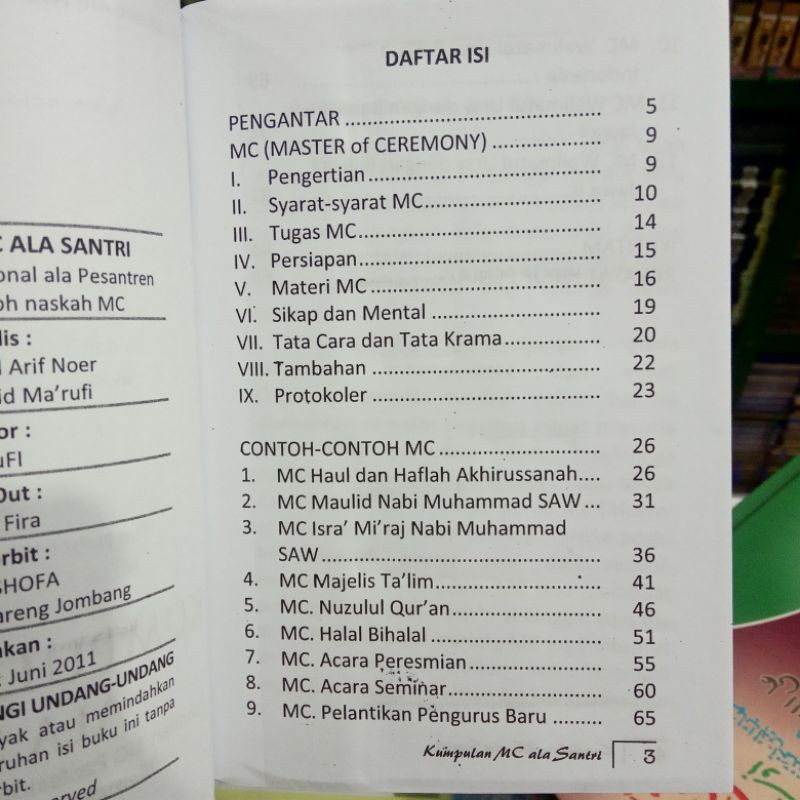 ALA SANTRI
onal ala Pesantren
oh naskah MC
lis :
Arif Noer
id Ma'rufi
or :
uFI
Out :
Fira
rbit :
SHOFA
areng Jombang
akan :
Juni 2011
NGI UNDANG-UNDANG
yak atau memindahkan
ruhan isi buku ini tanpa
bit.
erved
DAFTAR ISI
PENGANTAR ........................................... 5
MC (MASTER of CEREMONY) .................. 9
I. Pengertian ....................................... 9
II. Syarat-syarat MC.............................. 10
III. Tugas MC......................................... 14
IV. Persiapan ........................................ 15
V. Materi MC ....................................... 16
VI. Sikap dan Mental ............................. 19
VII. Tata Cara dan Tata Krama................ 20
VIII. Tambahan ...................................... 22
IX. Protokoler ....................................... 23
CONTOH-CONTOH MC ........................... 26
1. MC Haul dan Haflah Akhirussanah.... 26
2. MC Maulid Nabi Muhammad SAW ... 31
3. MC Isra' Mi'raj Nabi Muhammad
SAW ............................................... 36
4. MC Majelis Ta'lim............................ 41
5. MC. Nuzulul Qur'an ......................... 46
6. MC. Halal Bihalal ............................. 51
7. MC. Acara Peresmian ....................... 55
8. MC. Acara Seminar.......................... 60
9. MC. Pelantikan Pengurus Baru ......... 65
Kumpulan MC ala Santri 3